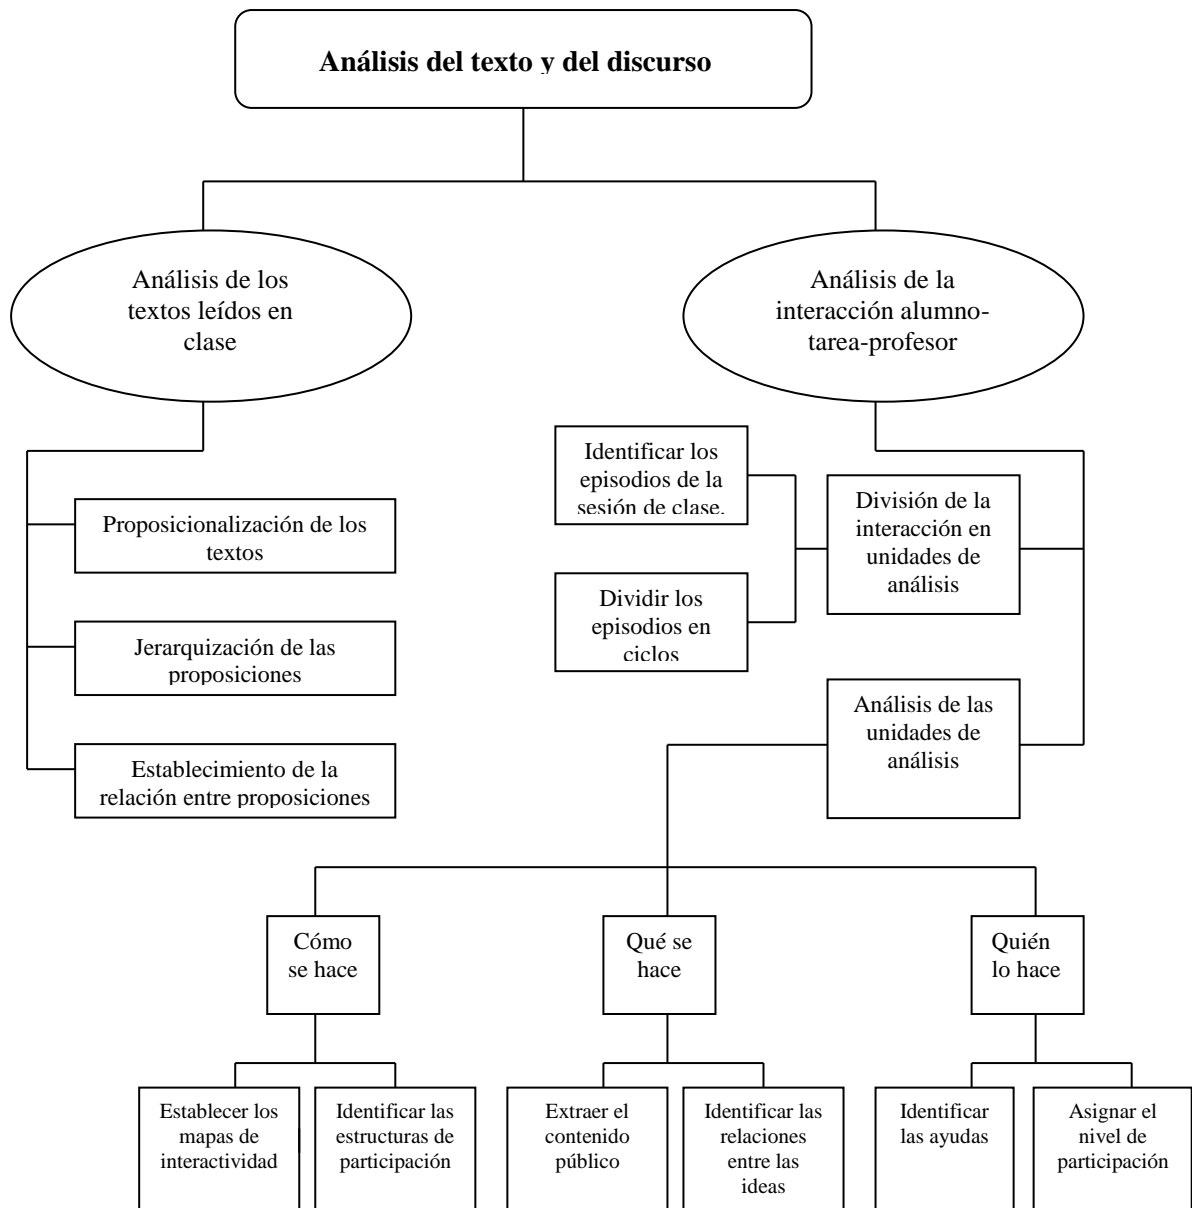 Análisis del texto y del discurso
Análisis de los
textos leídos en
clase
Análisis de la
interacción alumno-
tarea-profesor
Proposicionalización de los
textos
Jerarquización de las
proposiciones
Establecimiento de la
relación entre proposiciones
Identificar los
episodios de la
sesión de clase.
Dividir los
episodios en
ciclos
División de la
interacción en
unidades de
análisis
Análisis de las
unidades de
análisis
Cómo
se hace
Qué se
hace
Quién
lo hace
Establecer los
mapas de
interactividad
Identificar las
estructuras de
participación
Extraer el
contenido
público
Identificar las
relaciones
entre las
ideas
Identificar
las ayudas
Asignar el
nivel de
participación